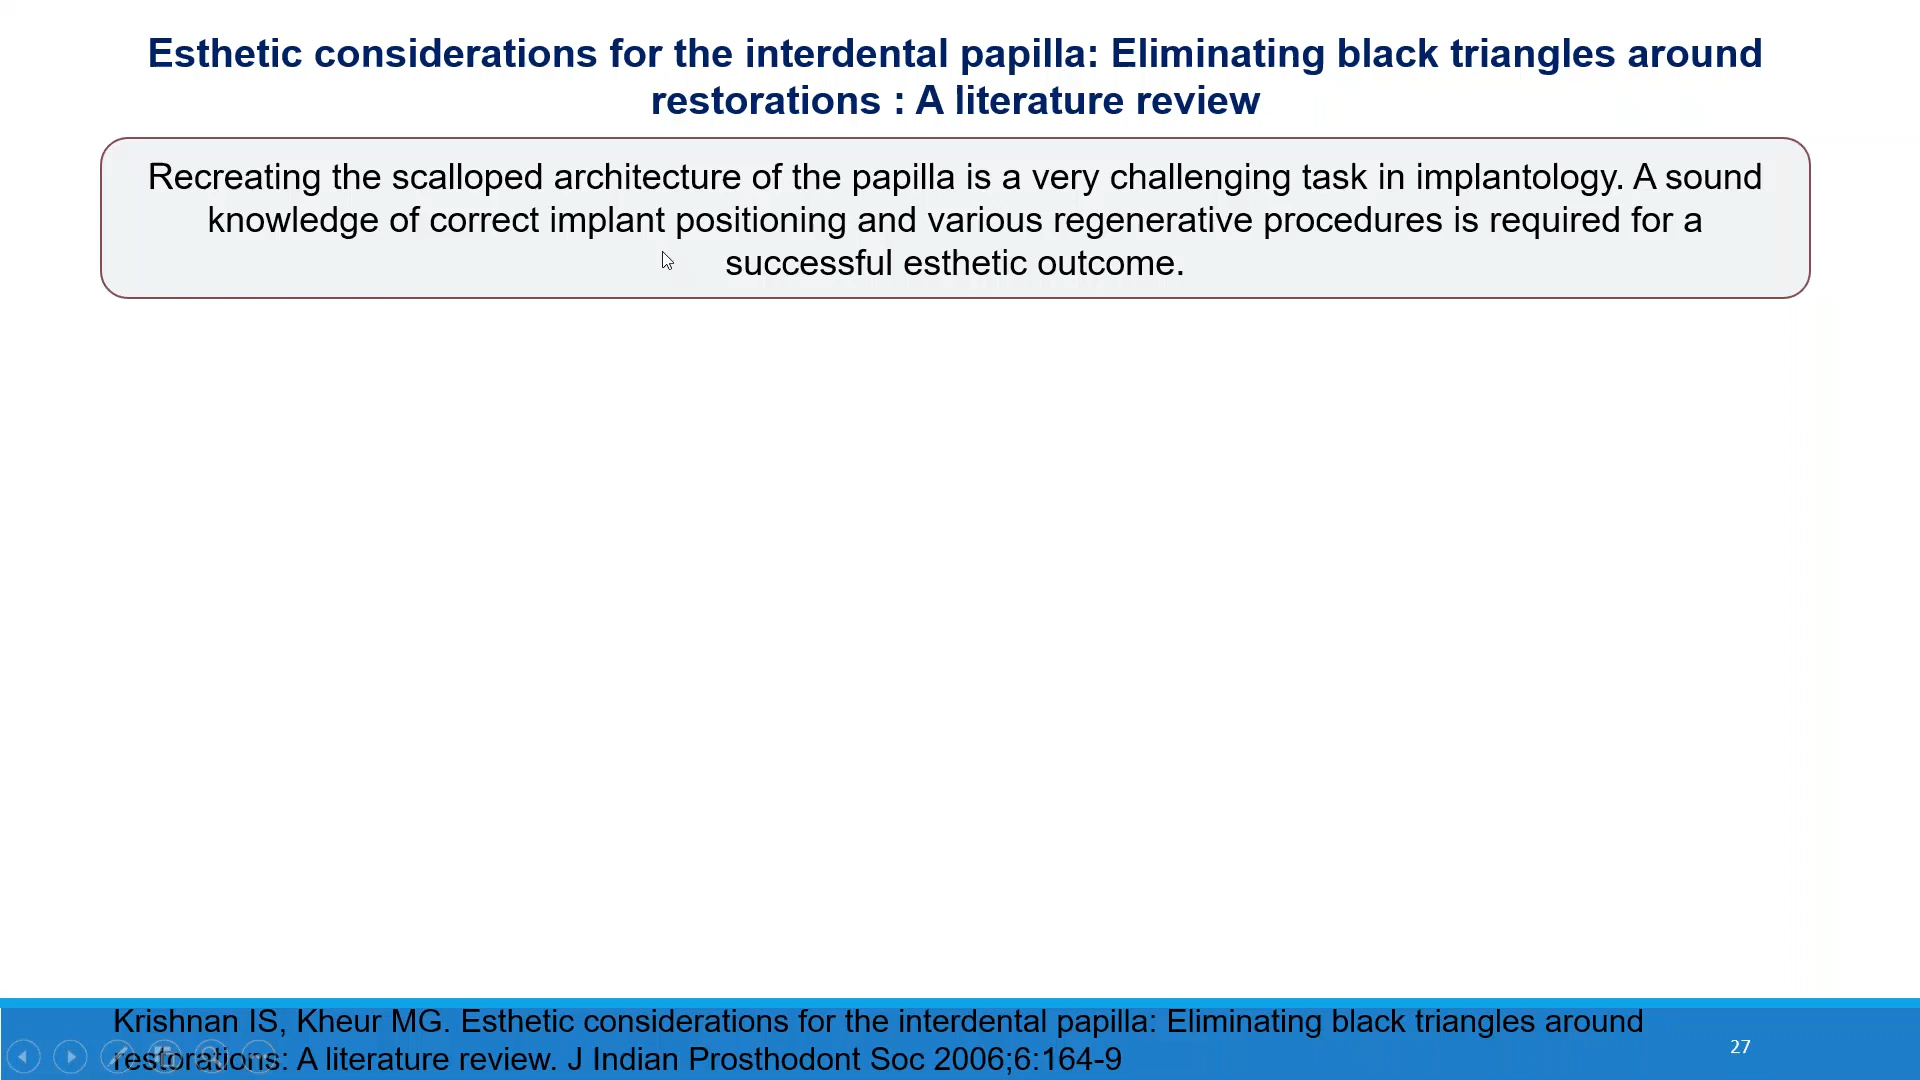 Esthetic considerations for the interdental papilla: Eliminating black triangles around
restorations : A literature review
Recreating the scalloped architecture of the papilla is a very challenging task in implantology. A sound
knowledge of correct implant positioning and various regenerative procedures is required for a
successful esthetic outcome.
Krishnan IS, Kheur MG. Esthetic considerations for the interdental papilla: Eliminating black triangles around
restorations: A literature review. J Indian Prosthodont Soc 2006;6:164-9
27